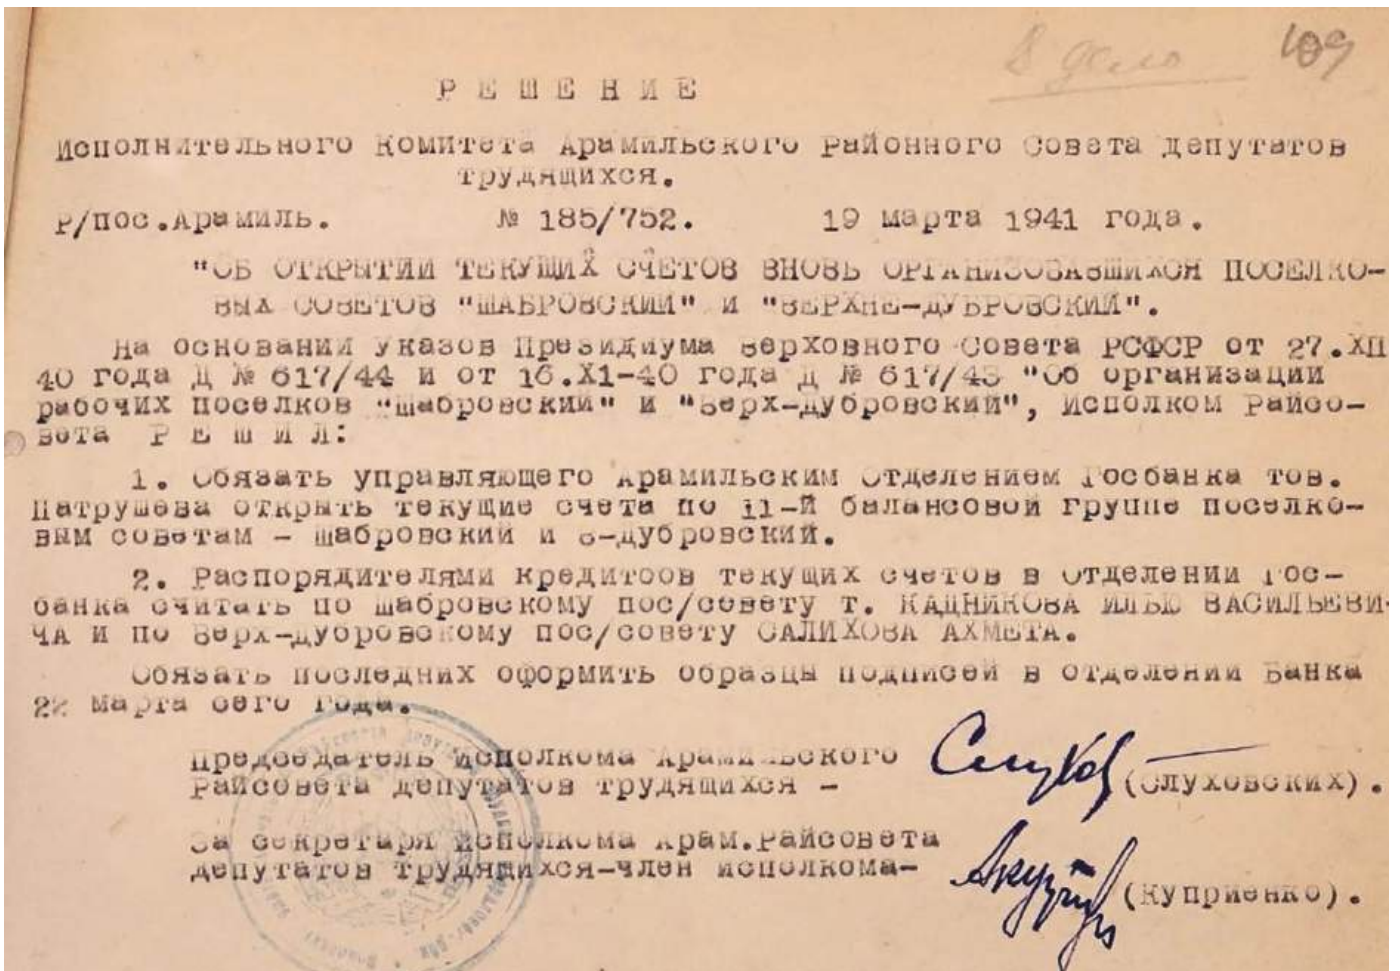 В дело 109
РЕШЕНИЕ
Исполнительного Комитета Арамильского Районного Совета депутатов
трудящихся.
Р/пос.Арамиль. № 185/752. 19 марта 1941 года.
"ОБ ОТКРЫТИИ ТЕКУЩИХ СЧЕТОВ ВНОВЬ ОРГАНИЗОВАВШИХСЯ ПОСЕЛКО-
ВЫХ СОВЕТОВ "ШАБРОВСКИЙ" И "ВЕРХНЕ-ДУБРОВСКИЙ".
На основании Указов Президиума Верховного Совета РСФСР от 27.XII
40 года Д № 617/44 и от 16.XI-40 года Д № 617/43 "Об организации
рабочих поселков "Шабровский" и "Верх-Дубровский", Исполком Райсо-
вета РЕШИЛ:
1. Обязать управляющего Арамильским Отделением Госбанка тов.
Патрушева открыть текущие счета по 11-й балансовой группе поселко-
вым советам - Шабровский и В-Дубровский.
2. Распорядителями кредитоов текущих счетов в Отделении Гос-
банка считать по Шабровскому пос/совету т. КАДНИКОВА ИЛЬЮ ВАСИЛЬЕВИ-
ЧА и по Верх-Дубровскому пос/совету САЛИХОВА АХМЕТА.
Обязать последних оформить образцы подписей в отделении Банка
22 марта сего года.
Председатель Исполкома Арамильского
Райсовета депутатов трудящихся - (Слуховских).
За секретаря Исполкома Арам.Райсовета
депутатов трудящихся-член исполкома- (Куприенко).